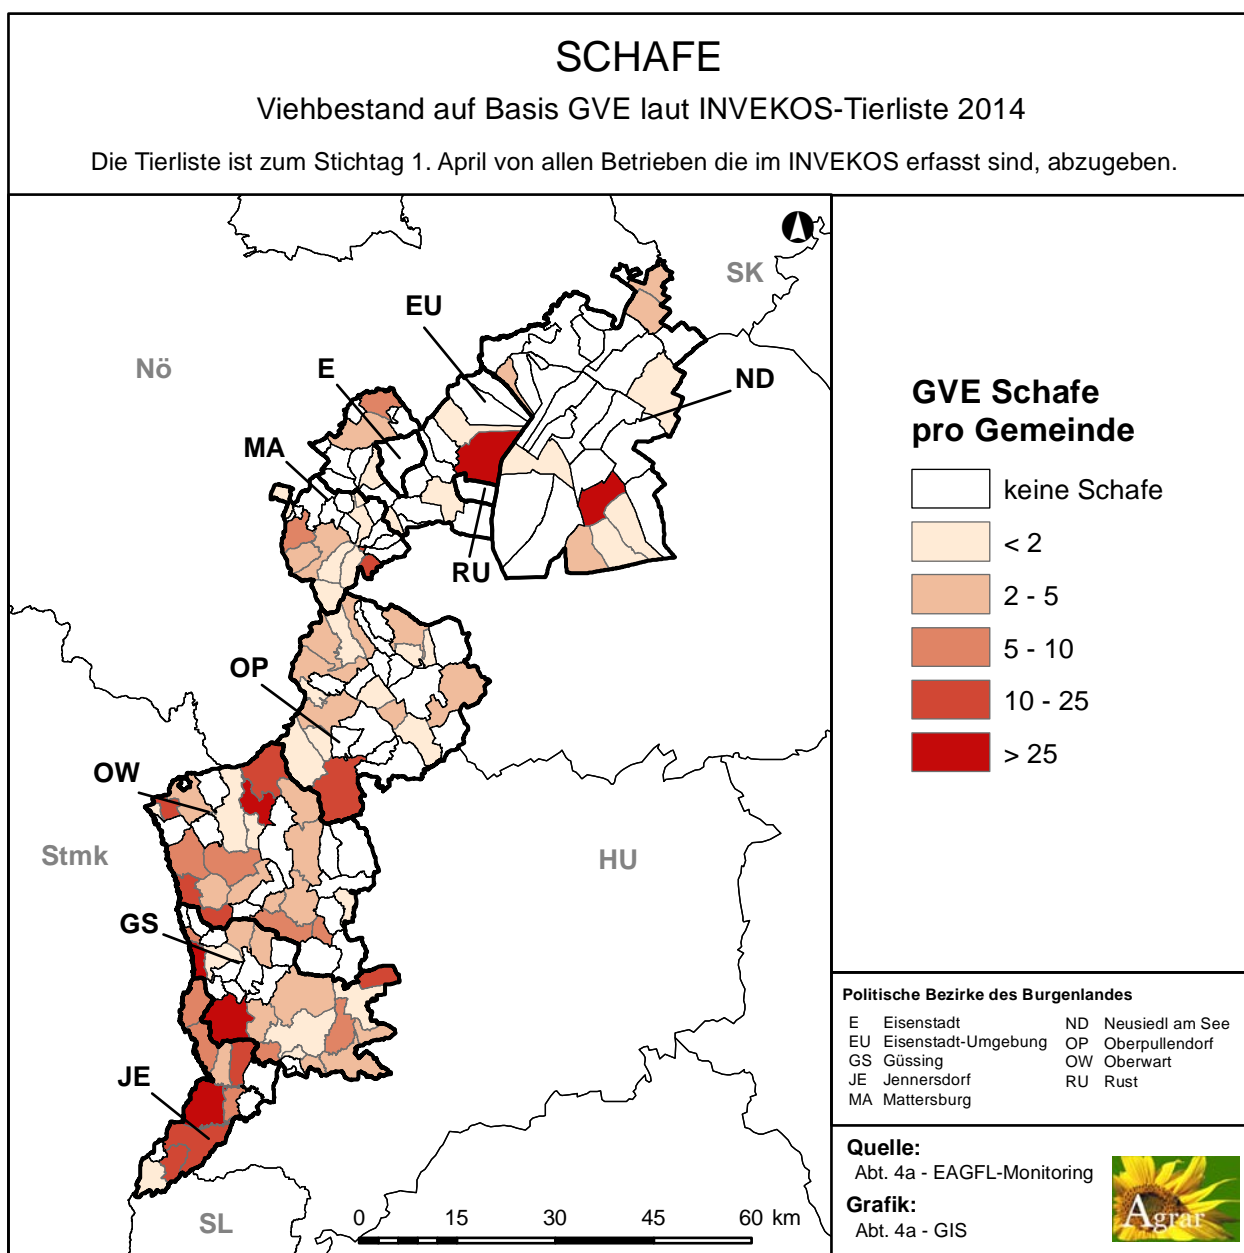 SCHAFE
Viehbestand auf Basis GVE laut INVEKOS-Tierliste 2014
Die Tierliste ist zum Stichtag 1. April von allen Betrieben die im INVEKOS erfasst sind, abzugeben.
SK
EU
Nö
E
ND
MA
RU
OP
OW
Stmk
HU
GS
JE
SL
0 15 30 45 60 km
GVE Schafe
pro Gemeinde
keine Schafe
< 2
2 - 5
5 - 10
10 - 25
> 25
Politische Bezirke des Burgenlandes
E Eisenstadt
EU Eisenstadt-Umgebung
GS Güssing
JE Jennersdorf
MA Mattersburg
ND Neusiedl am See
OP Oberpullendorf
OW Oberwart
RU Rust
Quelle:
Abt. 4a - EAGFL-Monitoring
Grafik:
Abt. 4a - GIS
Agrar